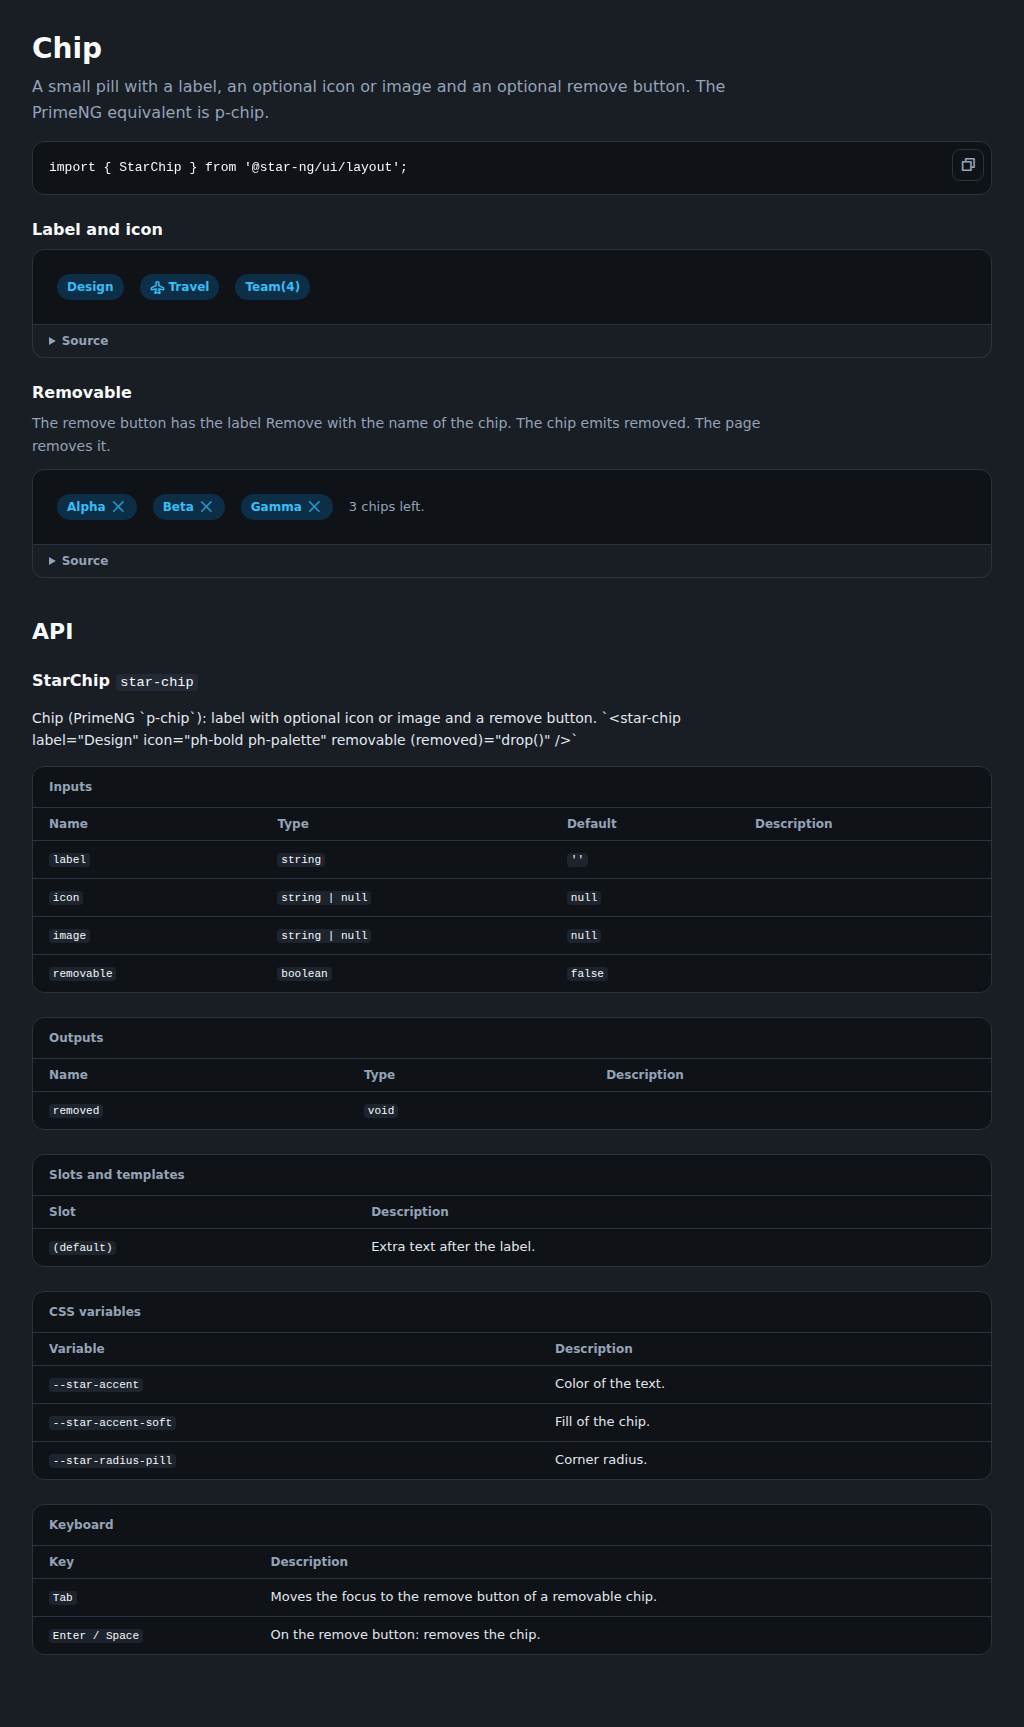 Chip
A small pill with a label, an optional icon or image and an optional remove button. The
PrimeNG equivalent is p-chip.
import { StarChip } from '@star-ng/ui/layout';
Label and icon
Design Travel Team(4)
Source
Removable
The remove button has the label Remove with the name of the chip. The chip emits removed. The page
removes it.
Alpha Beta Gamma 3 chips left.
Source
API
StarChip star-chip
Chip (PrimeNG `p-chip`): label with optional icon or image and a remove button. `<star-chip
label="Design" icon="ph-bold ph-palette" removable (removed)="drop()" />`
Inputs
Name Type Default Description
label string ''
icon string | null null
image string | null null
removable boolean false
Outputs
Name Type Description
removed void
Slots and templates
Slot Description
(default) Extra text after the label.
CSS variables
Variable Description
--star-accent Color of the text.
--star-accent-soft Fill of the chip.
--star-radius-pill Corner radius.
Keyboard
Key Description
Tab Moves the focus to the remove button of a removable chip.
Enter / Space On the remove button: removes the chip.